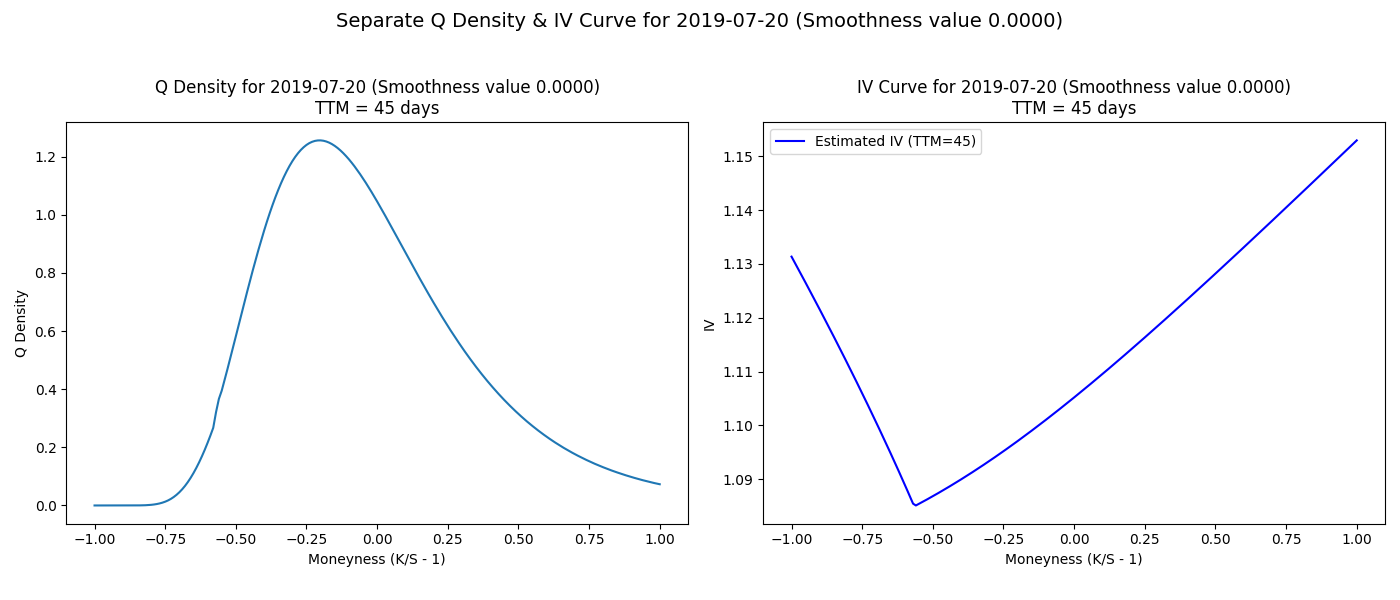 Separate Q Density & IV Curve for 2019-07-20 (Smoothness value 0.0000)
Q Density for 2019-07-20 (Smoothness value 0.0000)
TTM = 45 days
Q Density
1.2
1.0
0.8
0.6
0.4
0.2
0.0
−1.00 −0.75 −0.50 −0.25 0.00 0.25 0.50 0.75 1.00
Moneyness (K/S - 1)
IV Curve for 2019-07-20 (Smoothness value 0.0000)
TTM = 45 days
Estimated IV (TTM=45)
IV
1.15
1.14
1.13
1.12
1.11
1.10
1.09
−1.00 −0.75 −0.50 −0.25 0.00 0.25 0.50 0.75 1.00
Moneyness (K/S - 1)